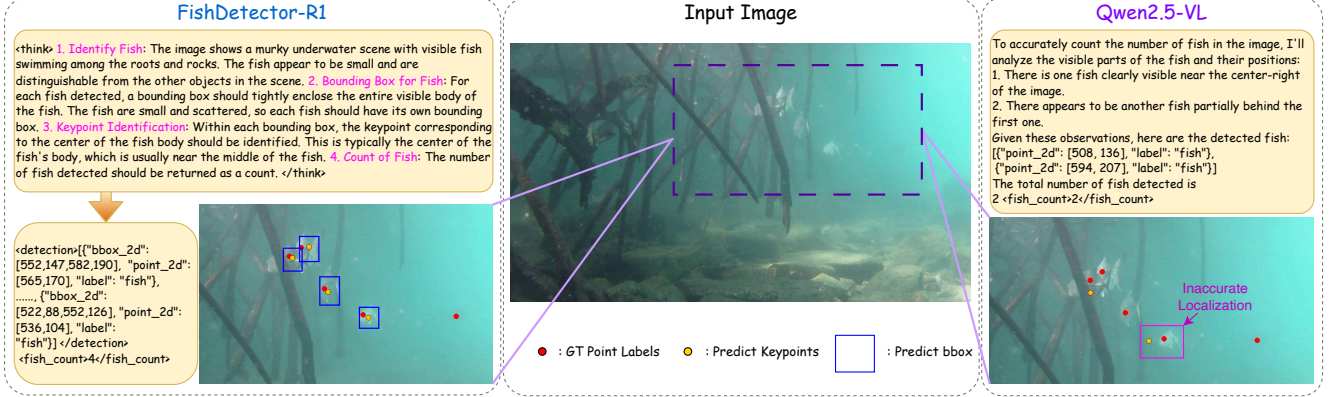 FishDetector-R1
<think> 1. Identify Fish: The image shows a murky underwater scene with visible fish
swimming among the roots and rocks. The fish appear to be small and are
distinguishable from the other objects in the scene. 2. Bounding Box for Fish: For
each fish detected, a bounding box should tightly enclose the entire visible body of
the fish. The fish are small and scattered, so each fish should have its own bounding
box. 3. Keypoint Identification: Within each bounding box, the keypoint corresponding
to the center of the fish body should be identified. This is typically the center of the
fish's body, which is usually near the middle of the fish. 4. Count of Fish: The number
of fish detected should be returned as a count. </think>
<detection>[{"bbox_2d":
[552,147,582,190], "point_2d":
[565,170], "label": "fish"},
......, {"bbox_2d":
[522,88,552,126], "point_2d":
[536,104], "label":
"fish"}] </detection>
<fish_count>4</fish_count>
Input Image
: GT Point Labels
: Predict Keypoints
: Predict bbox
Qwen2.5-VL
To accurately count the number of fish in the image, I'll
analyze the visible parts of the fish and their positions:
1. There is one fish clearly visible near the center-right
of the image.
2. There appears to be another fish partially behind the
first one.
Given these observations, here are the detected fish:
[{"point_2d": [508, 136], "label": "fish"},
{"point_2d": [594, 207], "label": "fish"}]
The total number of fish detected is
2 <fish_count>2</fish_count>
Inaccurate
Localization